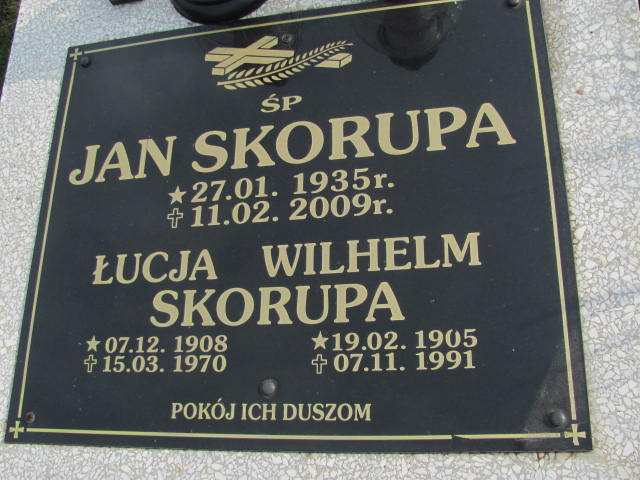 ŚP
JAN SKORUPA
★ 27.01. 1935r.
✝ 11.02. 2009r.
ŁUCJA WILHELM
SKORUPA
★ 07.12. 1908 ★ 19.02. 1905
✝ 15.03. 1970 ✝ 07.11. 1991
POKÓJ ICH DUSZOM